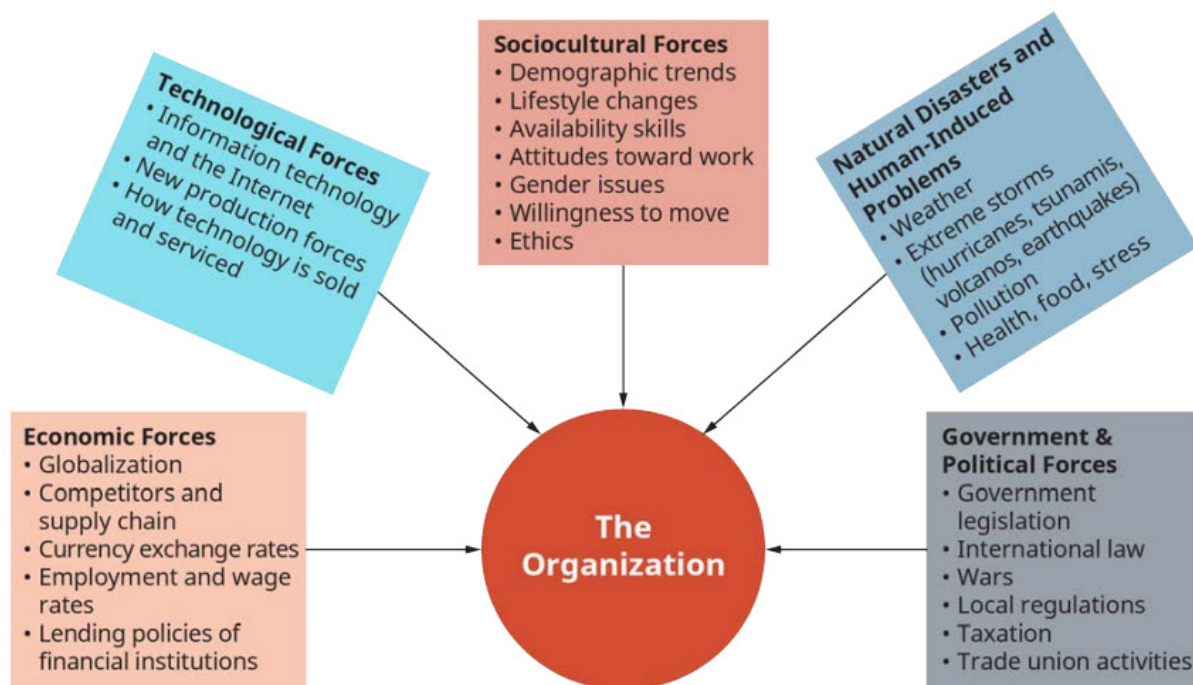 Technological Forces
• Information technology
and the Internet
• New production forces
• How technology is sold
and serviced
Sociocultural Forces
• Demographic trends
• Lifestyle changes
• Availability skills
• Attitudes toward work
• Gender issues
• Willingness to move
• Ethics
Natural Disasters and
Human-Induced
Problems
• Weather
• Extreme storms
(hurricanes, tsunamis,
volcanos, earthquakes)
• Pollution
• Health, food, stress
Economic Forces
• Globalization
• Competitors and
supply chain
• Currency exchange rates
• Employment and wage
rates
• Lending policies of
financial institutions
The
Organization
Government &
Political Forces
• Government
legislation
• International law
• Wars
• Local regulations
• Taxation
• Trade union activities